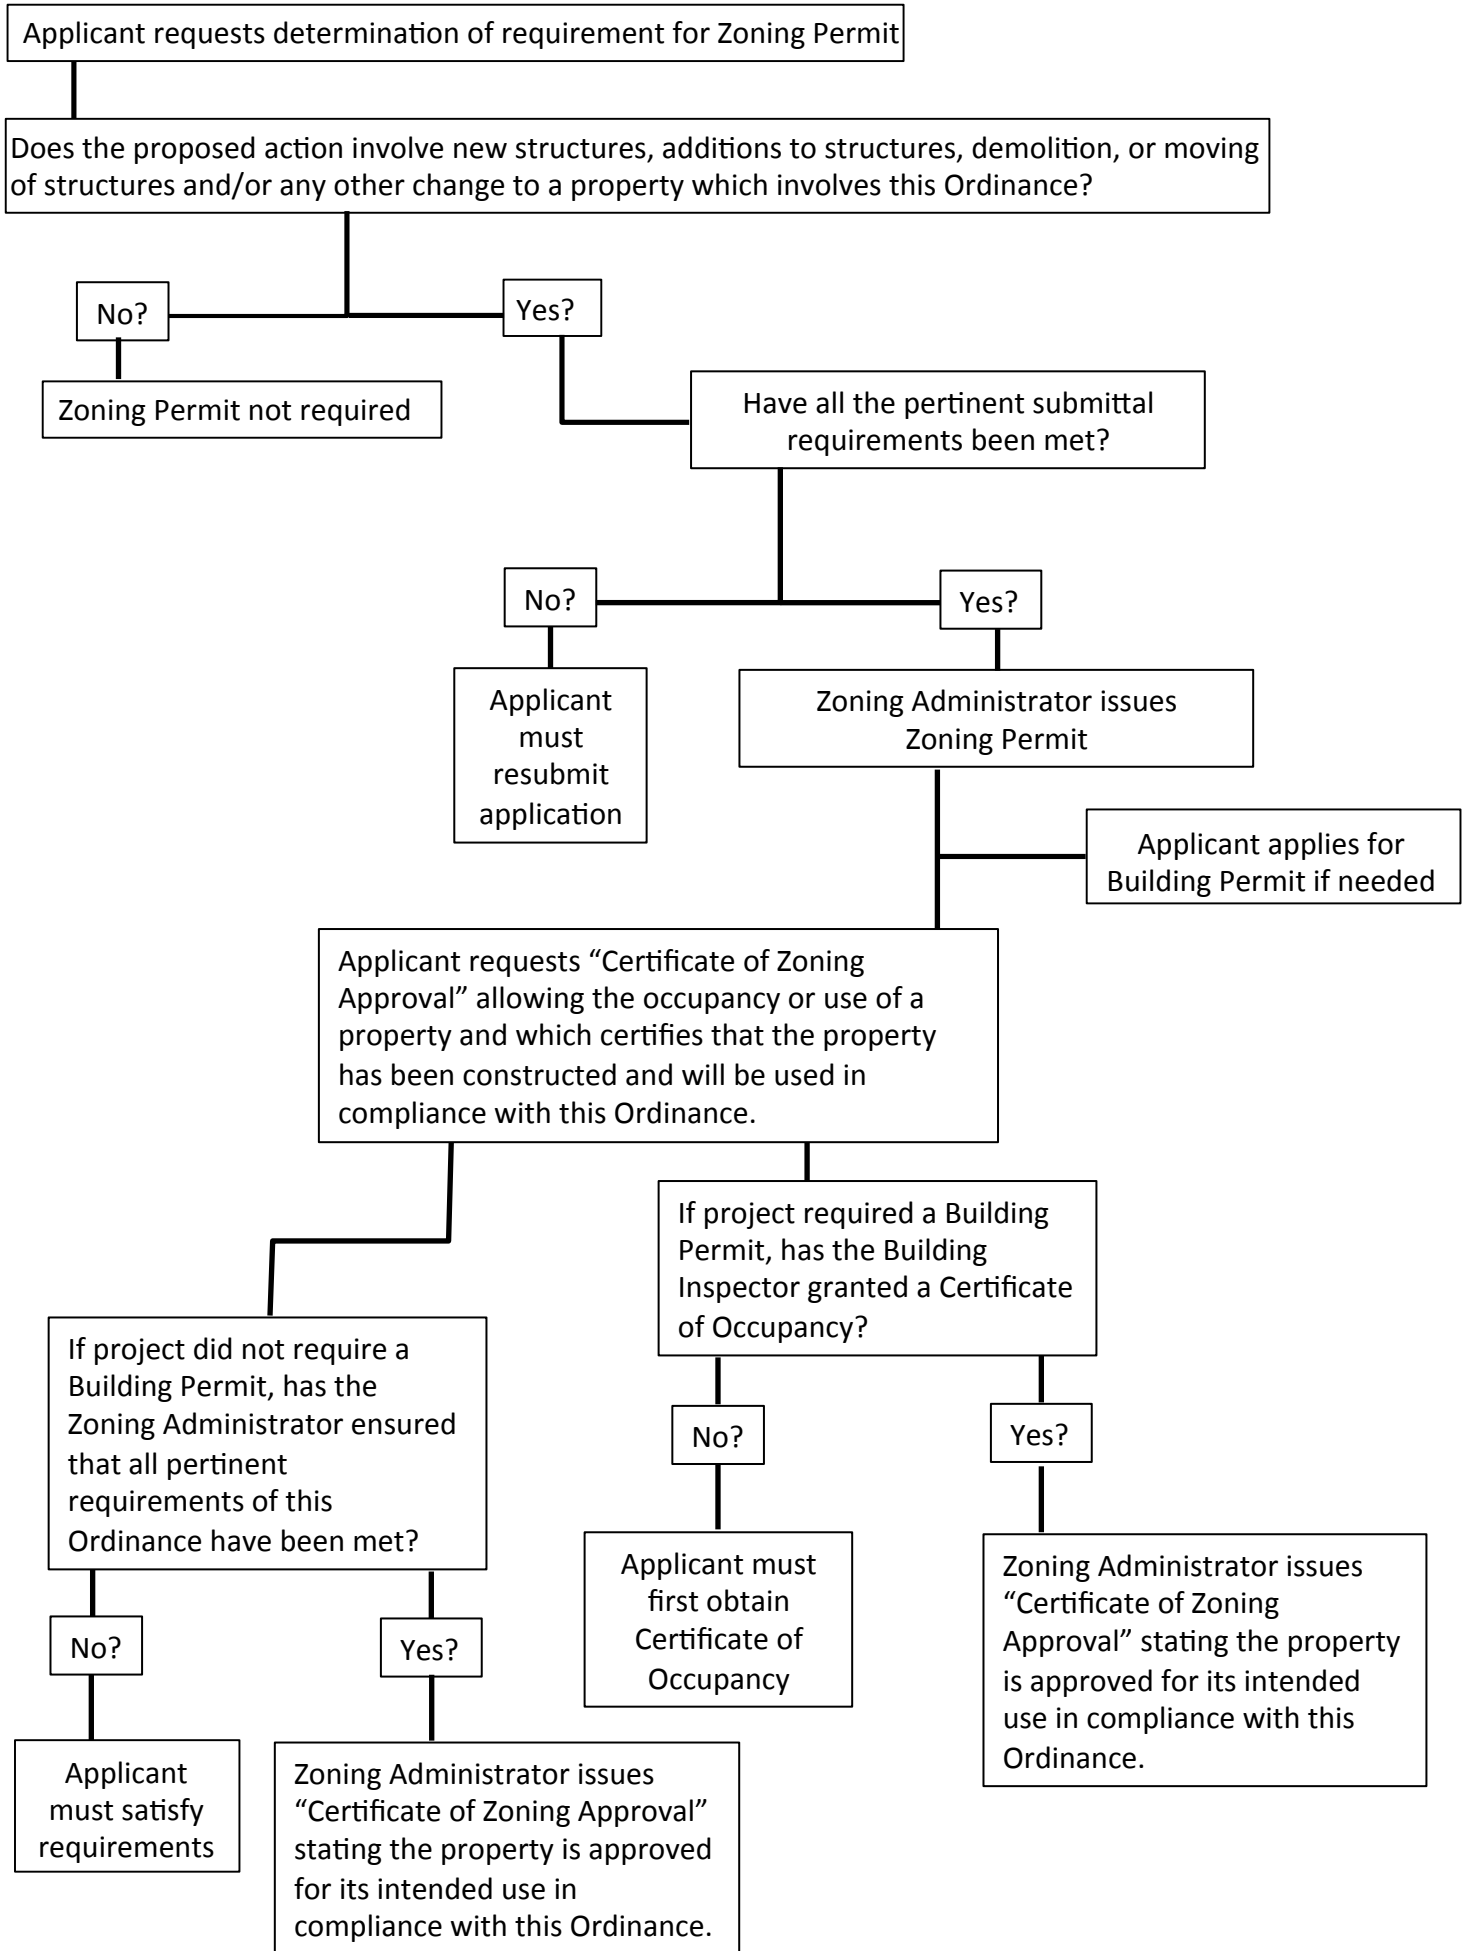 Applicant requests determination of requirement for Zoning Permit
Does the proposed action involve new structures, additions to structures, demolition, or moving
of structures and/or any other change to a property which involves this Ordinance?
No?
Yes?
Zoning Permit not required
Have all the pertinent submittal
requirements been met?
No?
Yes?
Applicant
must
resubmit
application
Zoning Administrator issues
Zoning Permit
Applicant applies for
Building Permit if needed
Applicant requests “Certificate of Zoning
Approval” allowing the occupancy or use of a
property and which certifies that the property
has been constructed and will be used in
compliance with this Ordinance.
If project required a Building
Permit, has the Building
Inspector granted a Certificate
of Occupancy?
If project did not require a
Building Permit, has the
Zoning Administrator ensured
that all pertinent
requirements of this
Ordinance have been met?
No?
Yes?
Applicant must
first obtain
Certificate of
Occupancy
Zoning Administrator issues
“Certificate of Zoning
Approval” stating the property
is approved for its intended
use in compliance with this
Ordinance.
No?
Yes?
Applicant
must satisfy
requirements
Zoning Administrator issues
“Certificate of Zoning Approval”
stating the property is approved
for its intended use in
compliance with this Ordinance.